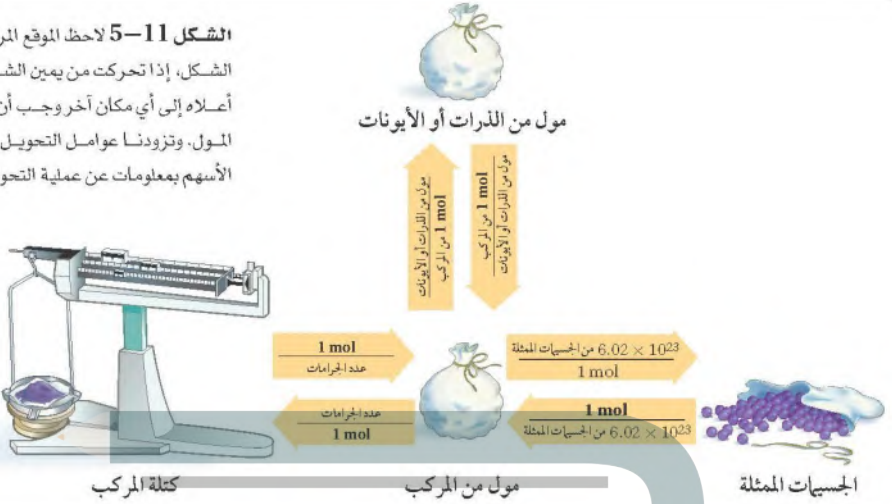 الشكل 11–5 لاحظ الموقع المر
الشكل، إذا تحركت من يمين الشـ
أعلاه إلى أي مكان آخر وجب أن
المول. وتزودنا عوامل التحويل
الأسهم بمعلومات عن عملية التحو
مول من الذرات أو الأيونات
مول من الذرات أو الأيونات
1 mol من المركب
1 mol من المركب
مول من الذرات أو الأيونات
1 mol
عدد الجرامات
6.02 × 10²³ من الجسيمات الممثلة
1 mol
عدد الجرامات
1 mol
1 mol
6.02 × 10²³ من الجسيمات الممثلة
كتلة المركب
مول من المركب
الجسيمات الممثلة